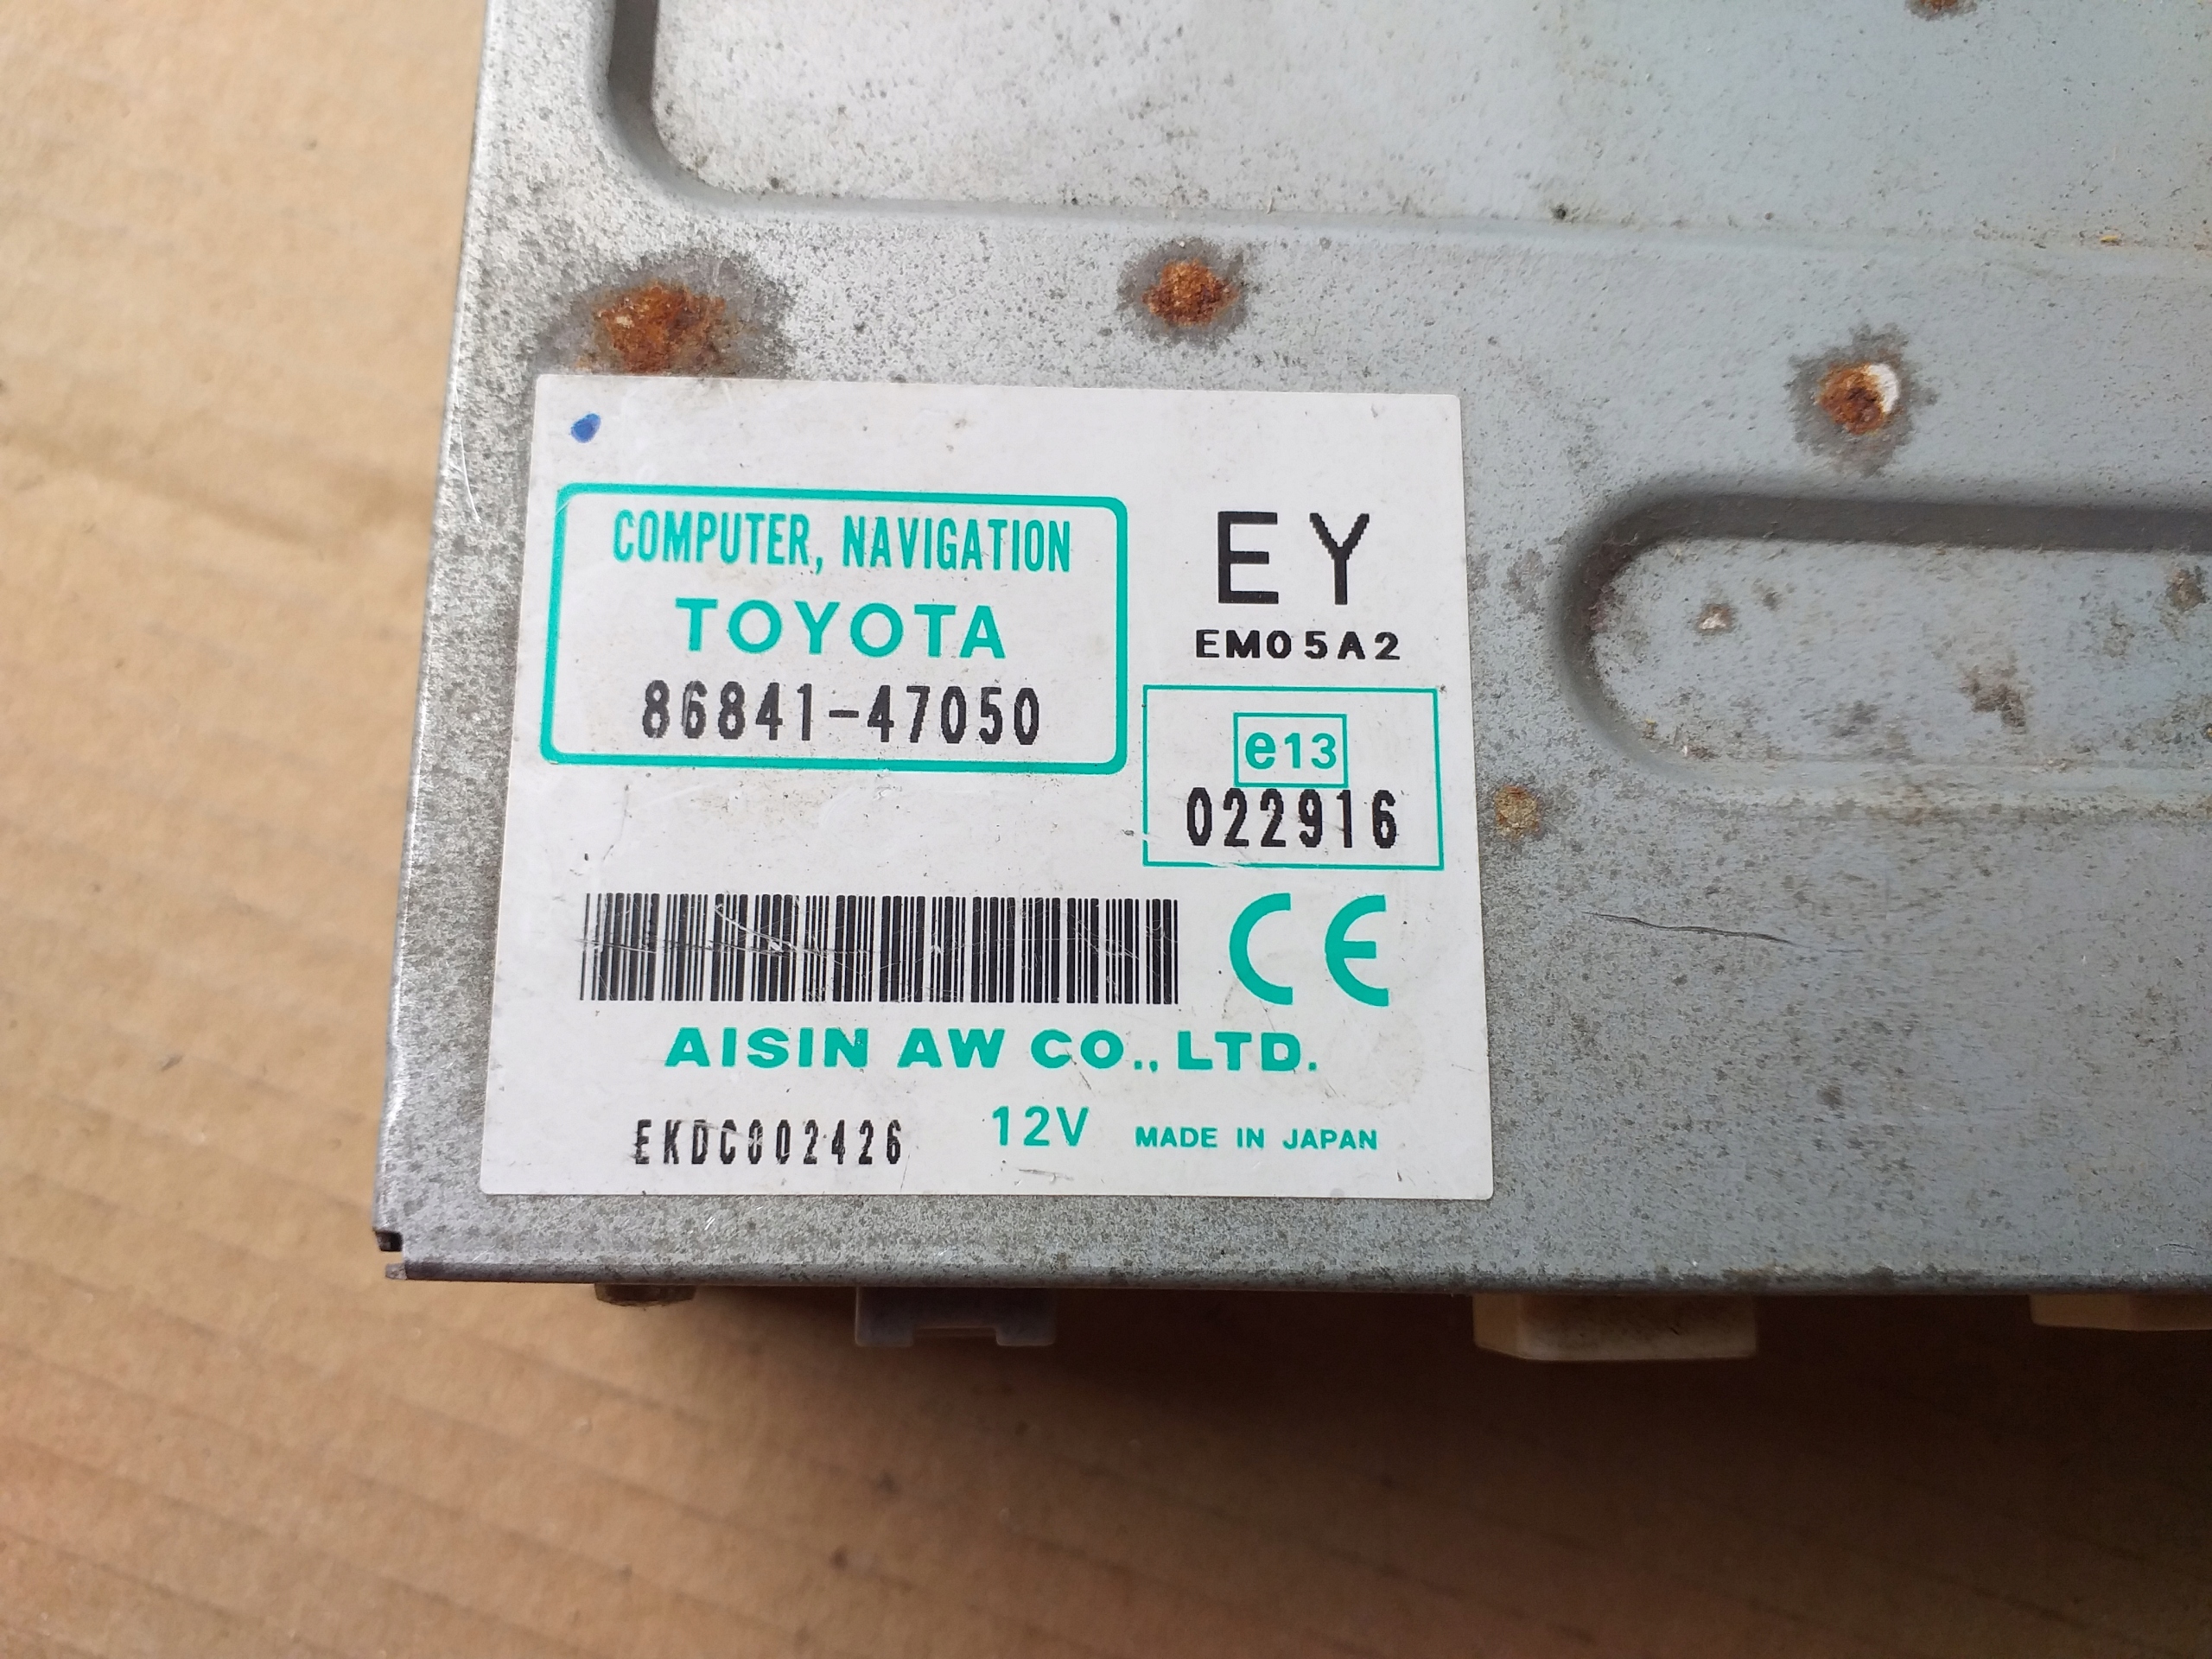 COMPUTER, NAVIGATION
TOYOTA
86841-47050
EY
EM05A2
e13
022916
CE
AISIN AW CO., LTD.
EKDC002426 12V MADE IN JAPAN